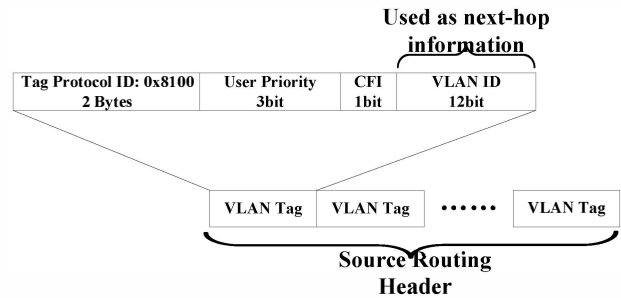 Used as next-hop
information
Tag Protocol ID: 0x8100 User Priority CFI VLAN ID
2 Bytes 3bit 1bit 12bit
VLAN Tag VLAN Tag ...... VLAN Tag
Source Routing
Header